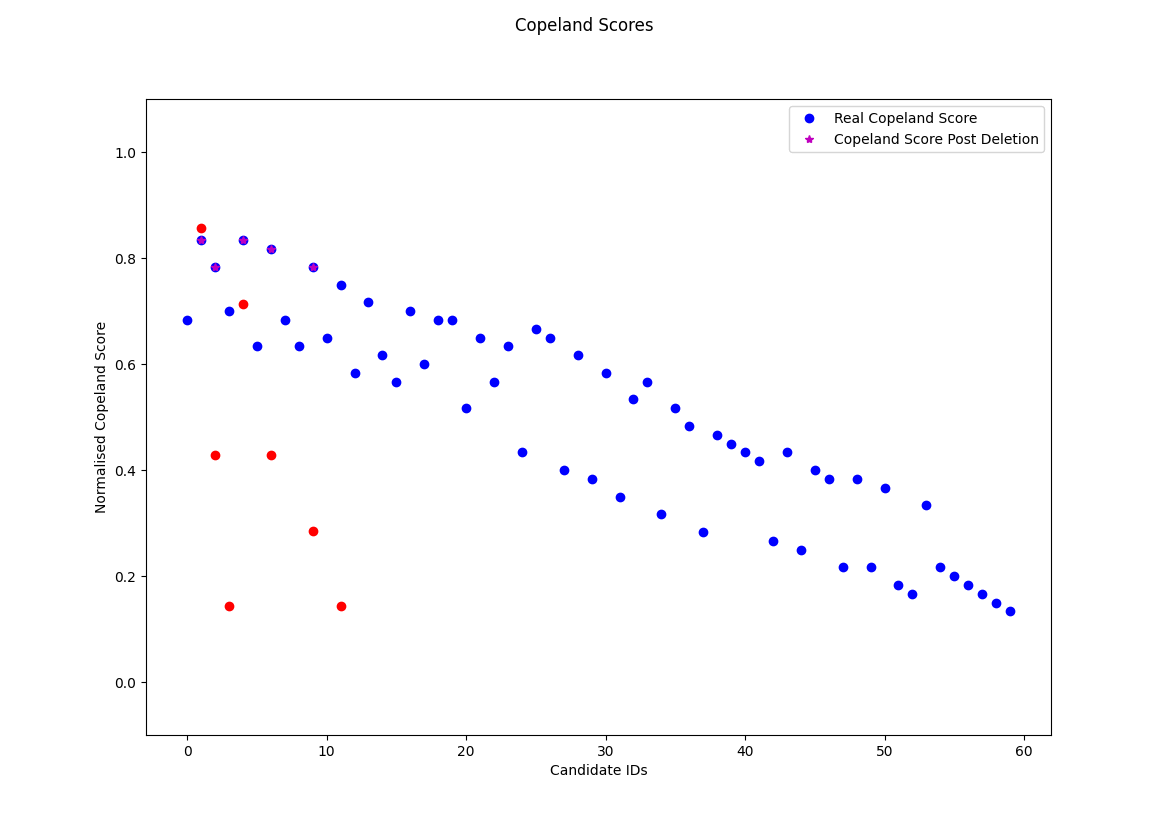 Copeland Scores
Real Copeland Score
Copeland Score Post Deletion
1.0
0.8
0.6
0.4
0.2
0.0
Normalised Copeland Score
0 10 20 30 40 50 60
Candidate IDs